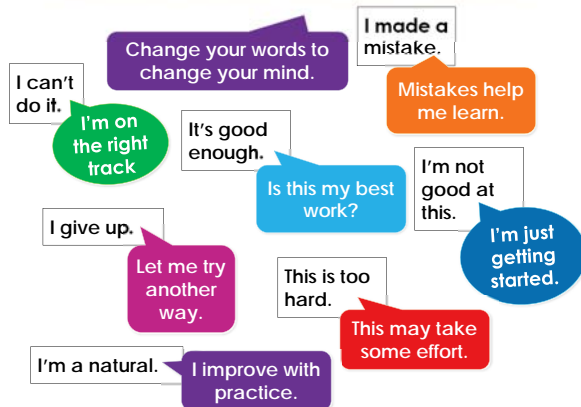 Change your words to
change your mind.
I made a
mistake.
Mistakes help
me learn.
I can't
do it.
I'm on
the right
track
It's good
enough.
Is this my best
work?
I'm not
good at
this.
I'm just
getting
started.
I give up.
Let me try
another
way.
This is too
hard.
This may take
some effort.
I'm a natural.
I improve with
practice.